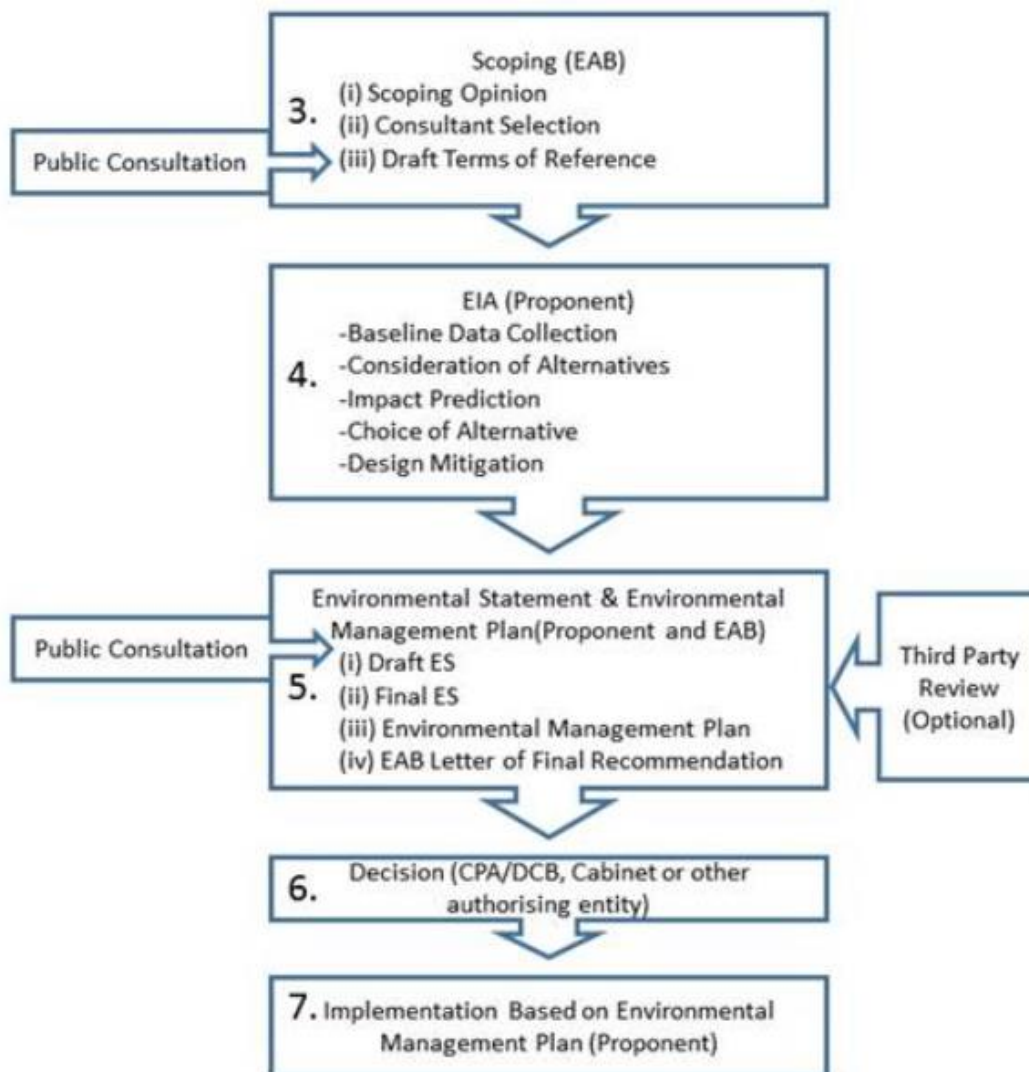 Scoping (EAB)
3.
(i) Scoping Opinion
(ii) Consultant Selection
(iii) Draft Terms of Reference
Public Consultation
EIA (Proponent)
-Baseline Data Collection
4.
-Consideration of Alternatives
-Impact Prediction
-Choice of Alternative
-Design Mitigation
Environmental Statement & Environmental
Management Plan(Proponent and EAB)
Public Consultation
(i) Draft ES
5.
(ii) Final ES
(iii) Environmental Management Plan
(iv) EAB Letter of Final Recommendation
Third Party
Review
(Optional)
6.
Decision (CPA/DCB, Cabinet or other
authorising entity)
7. Implementation Based on Environmental
Management Plan (Proponent)